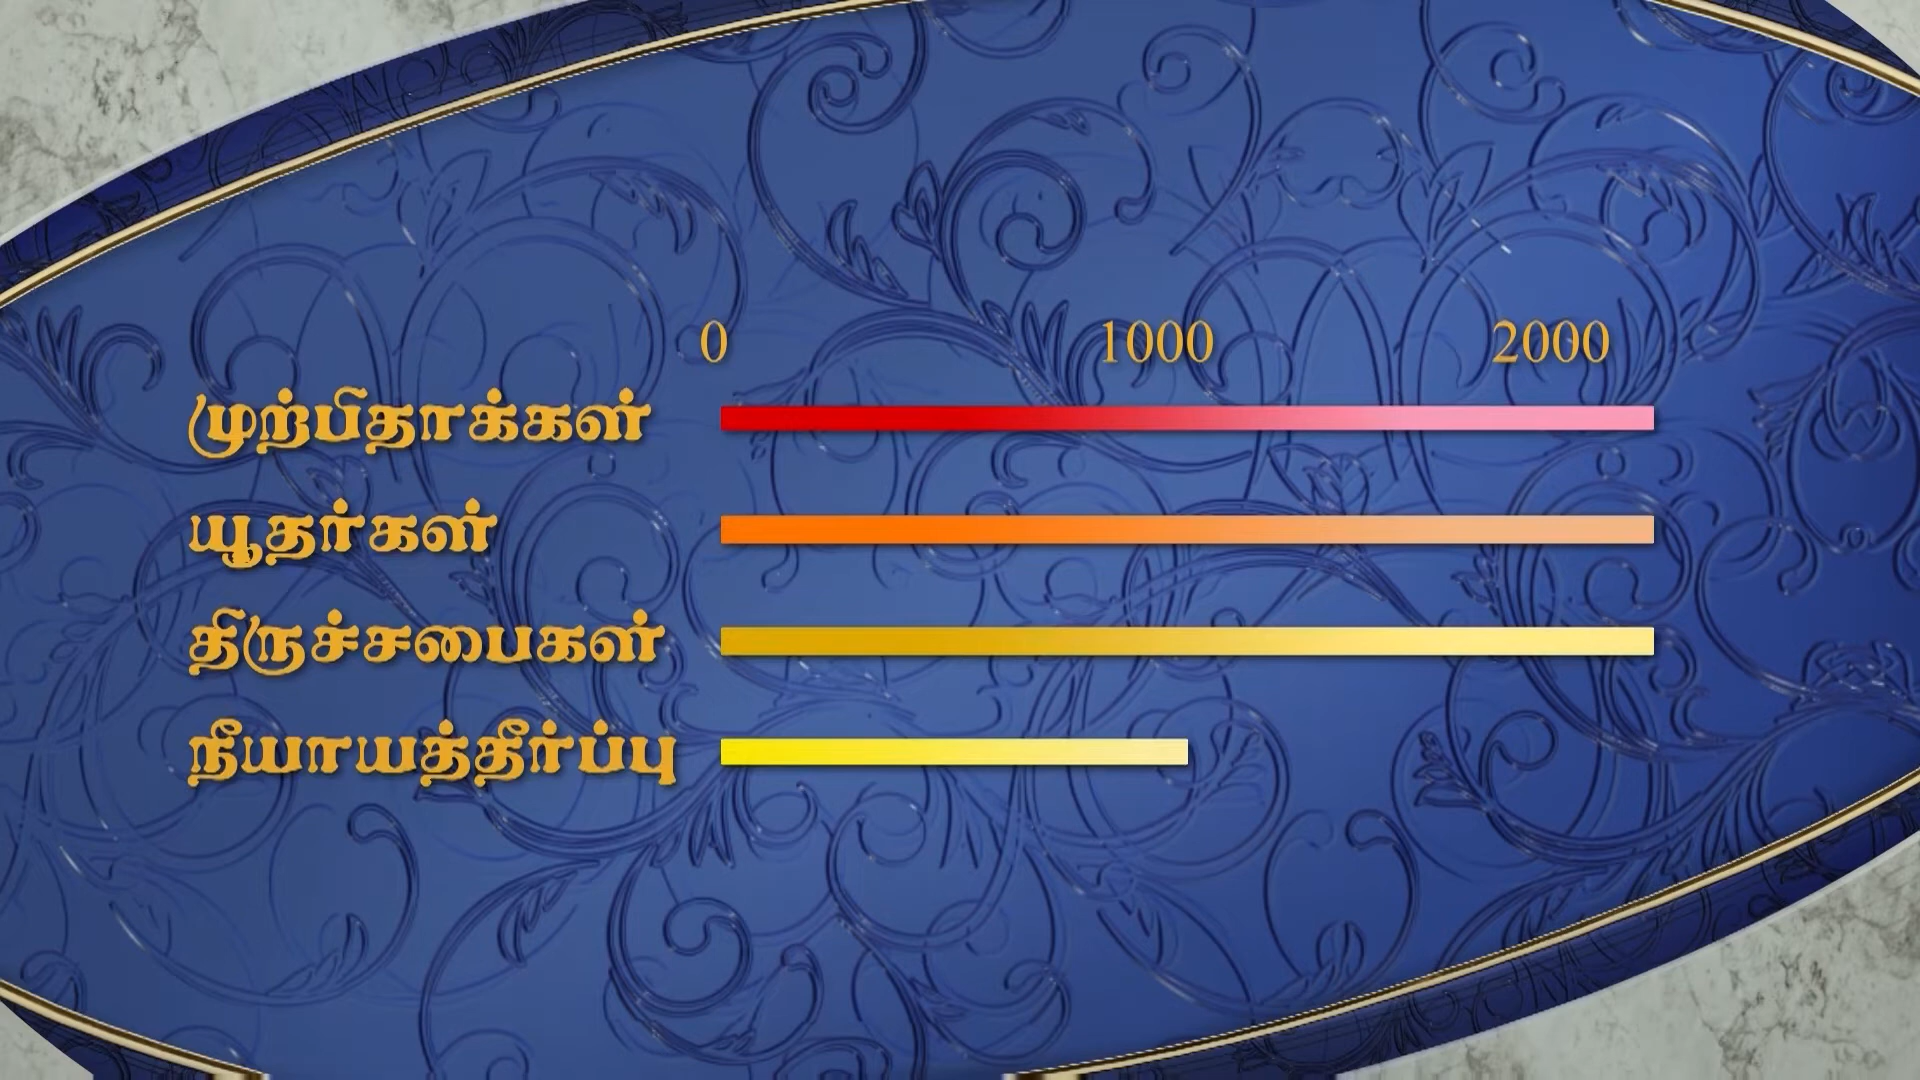 0 1000 2000
முற்பிதாக்கள்
யூதர்கள்
திருச்சபைகள்
நீயாயத்தீர்ப்பு